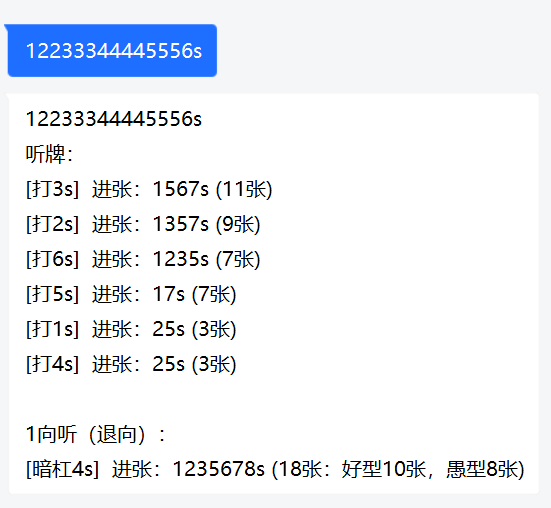 12233344445556s
12233344445556s
听牌：
[打3s] 进张：1567s (11张)
[打2s] 进张：1357s (9张)
[打6s] 进张：1235s (7张)
[打5s] 进张：17s (7张)
[打1s] 进张：25s (3张)
[打4s] 进张：25s (3张)
1向听（退向）：
[暗杠4s] 进张：1235678s (18张：好型10张，愚型8张)